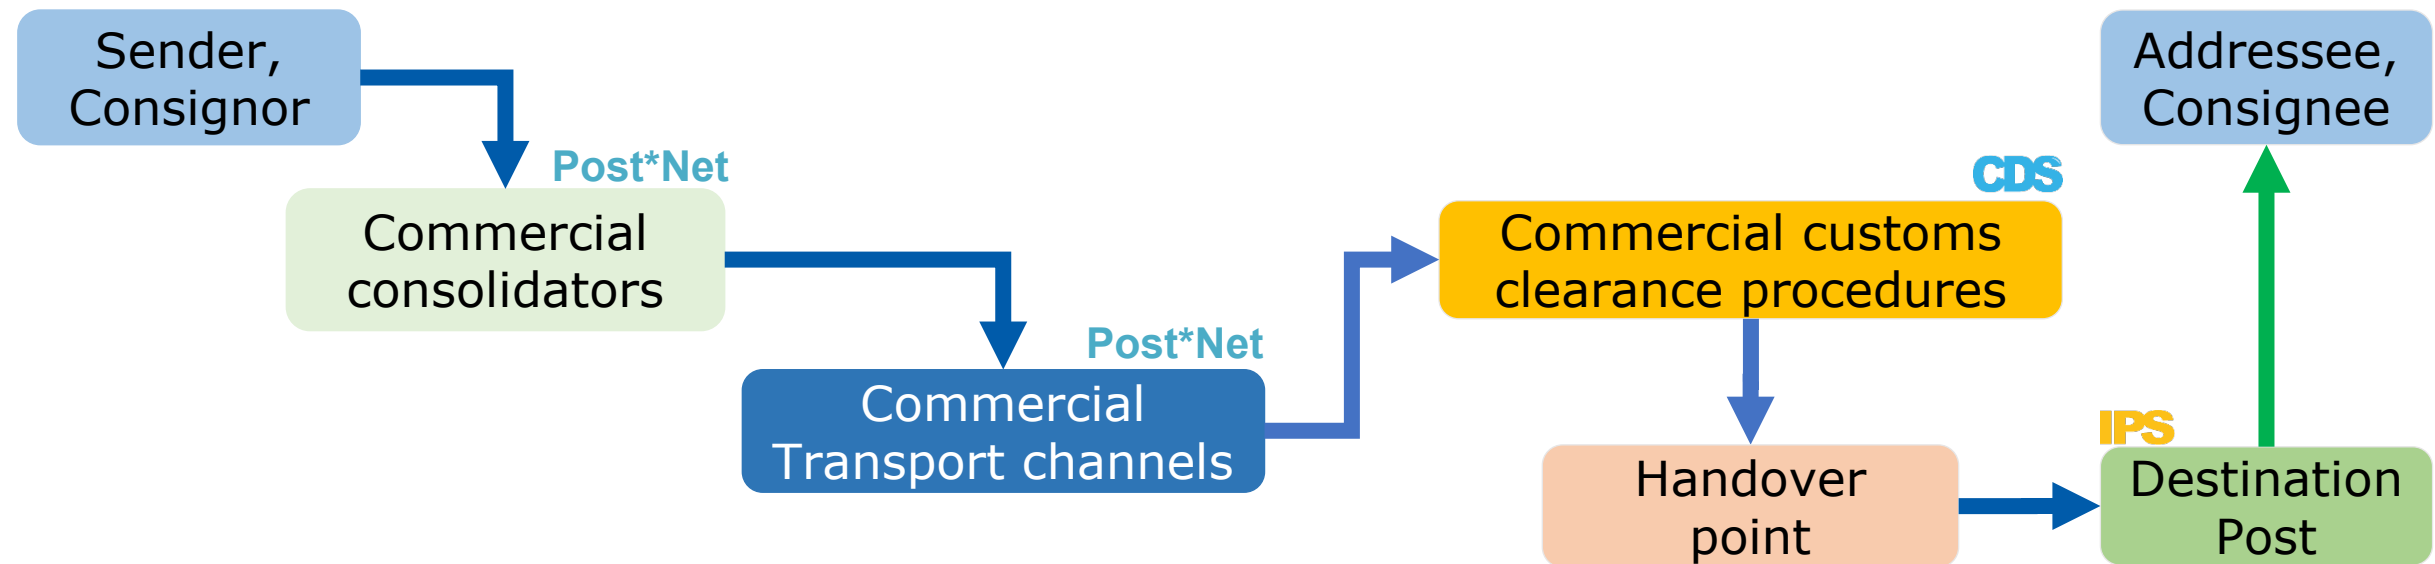 Sender,
Consignor
Post*Net
Commercial
consolidators
Post*Net
Commercial
Transport channels
CDS
Commercial customs
clearance procedures
Handover
point
IPS
Destination
Post
Addressee,
Consignee